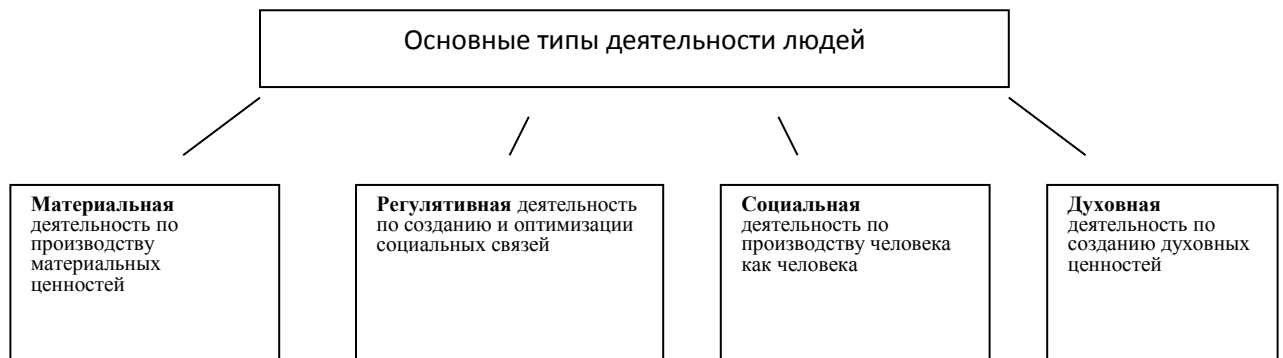 Основные типы деятельности людей
Материальная
деятельность по
производству
материальных
ценностей
Регулятивная деятельность
по созданию и оптимизации
социальных связей
Социальная
деятельность по
производству человека
как человека
Духовная
деятельность по
созданию духовных
ценностей